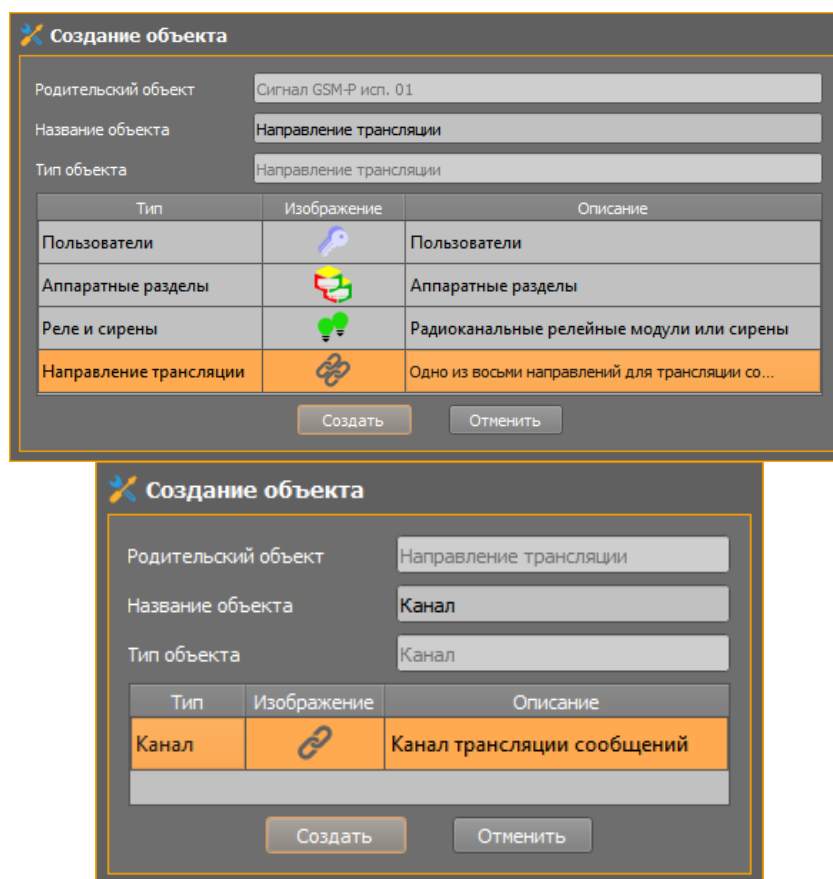 Создание объекта
Родительский объект Сигнал GSM-P исп. 01
Название объекта Направление трансляции
Тип объекта Направление трансляции
Тип Изображение Описание
Пользователи Пользователи
Аппаратные разделы Аппаратные разделы
Реле и сирены Радиоканальные релейные модули или сирены
Направление трансляции Одно из восьми направлений для трансляции со...
Создать Отменить
Создание объекта
Родительский объект Направление трансляции
Название объекта Канал
Тип объекта Канал
Тип Изображение Описание
Канал Канал трансляции сообщений
Создать Отменить